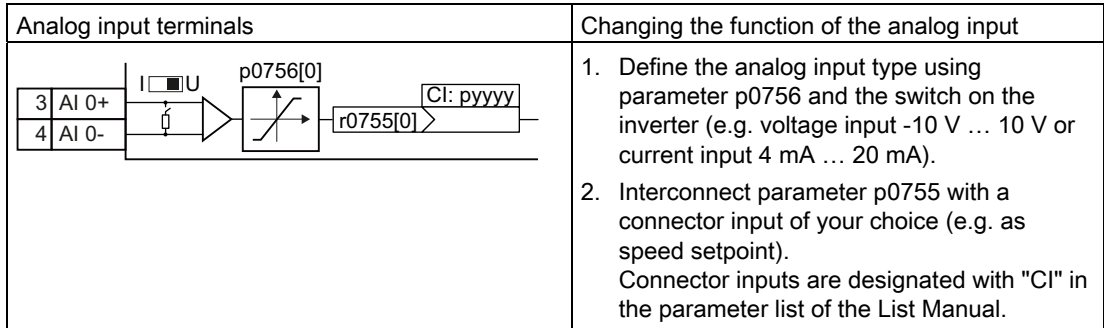 Analog input terminals
Changing the function of the analog input
I U
p0756[0]
3 AI 0+
4 AI 0-
r0755[0]
CI: pyyyy
1. Define the analog input type using
parameter p0756 and the switch on the
inverter (e.g. voltage input -10 V … 10 V or
current input 4 mA … 20 mA).
2. Interconnect parameter p0755 with a
connector input of your choice (e.g. as
speed setpoint).
Connector inputs are designated with "CI" in
the parameter list of the List Manual.